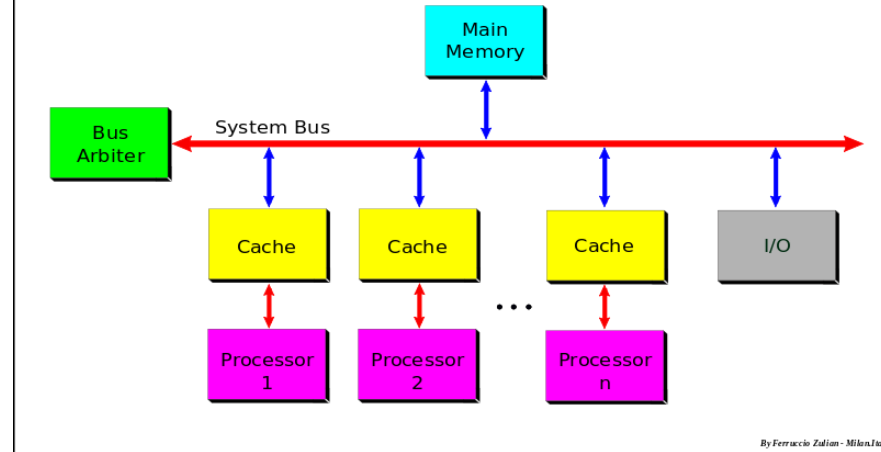 Main
Memory
Bus
Arbiter
System Bus
Cache
Cache
Cache
I/O
...
Processor
1
Processor
2
Processor
n
By Ferruccio Zulian - Milan.Ita